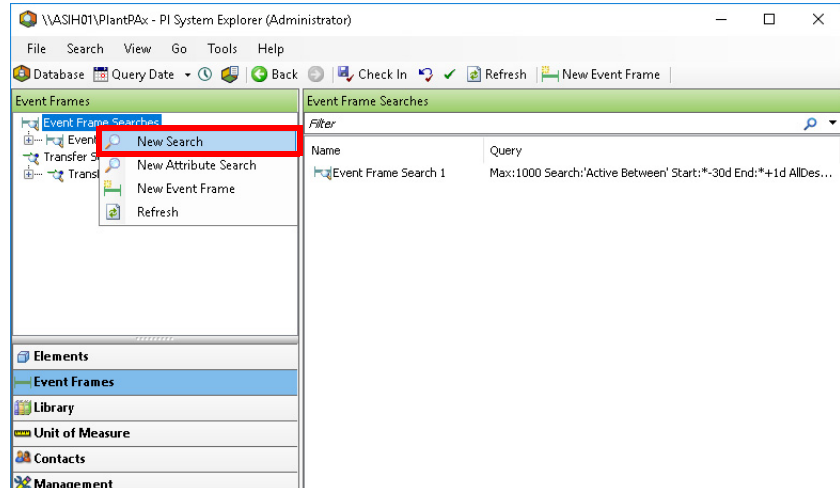 \\ASIH01\PlantPAx - PI System Explorer (Administrator)
File Search View Go Tools Help
Database Query Date Back Check In Refresh New Event Frame
Event Frames
Event Frame Searches
Event Frame Searches
Filter
Event
New Search
Transfer S
New Attribute Search
Transf
New Event Frame
Refresh
Name Query
Event Frame Search 1 Max:1000 Search:'Active Between' Start:*-30d End:*+1d AllDes...
Elements
Event Frames
Library
Unit of Measure
Contacts
Management